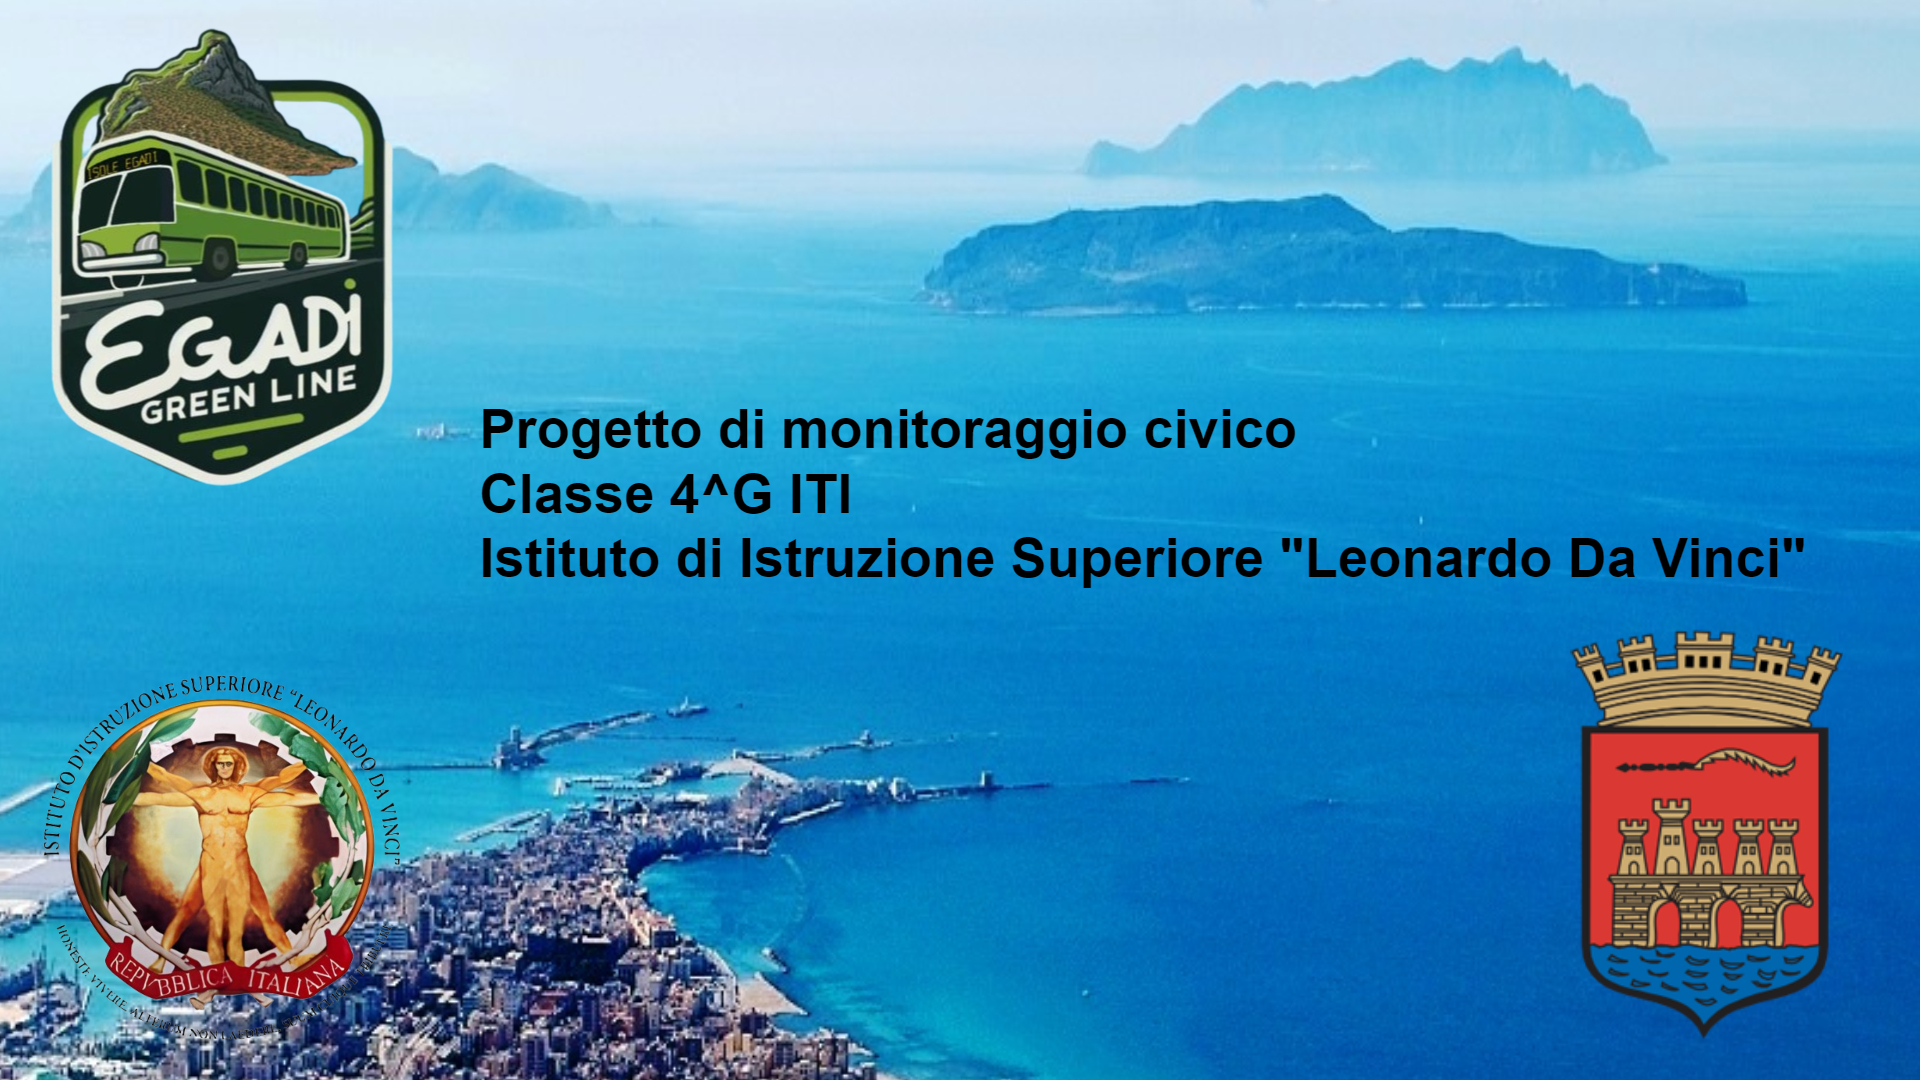 ISOLE EGADI
EGADi
GREEN LINE
Progetto di monitoraggio civico
Classe 4^G ITI
Istituto di Istruzione Superiore "Leonardo Da Vinci"
ISTITUTO D'ISTRUZIONE SUPERIORE “LEONARDO DA VINCI”
REPVBBLICA ITALIANA
HONESTE VIVERE ALTERUM NON LAEDERE